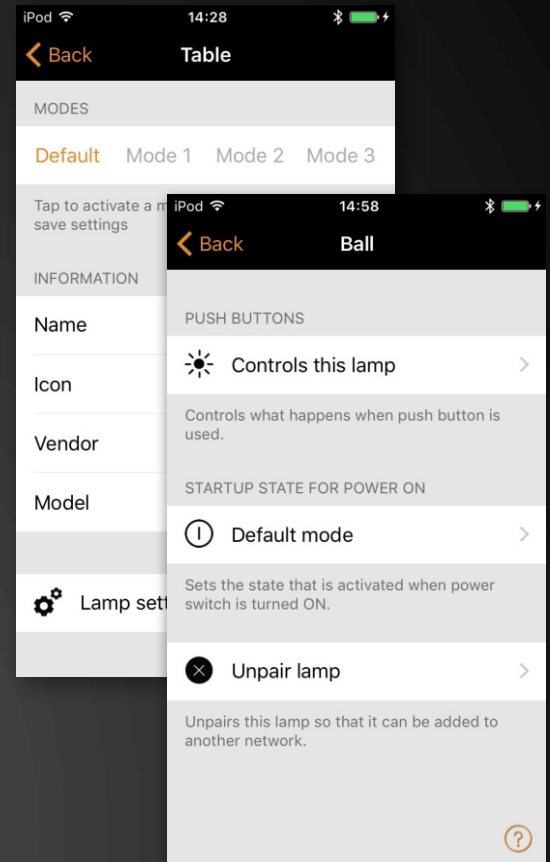 iPod 14:28
Back Table
MODES
Default Mode 1 Mode 2 Mode 3
Tap to activate a m
save settings
INFORMATION
Name
Icon
Vendor
Model
Lamp sett
iPod 14:58
Back Ball
PUSH BUTTONS
Controls this lamp
Controls what happens when push button is
used.
STARTUP STATE FOR POWER ON
Default mode
Sets the state that is activated when power
switch is turned ON.
Unpair lamp
Unpairs this lamp so that it can be added to
another network.
?